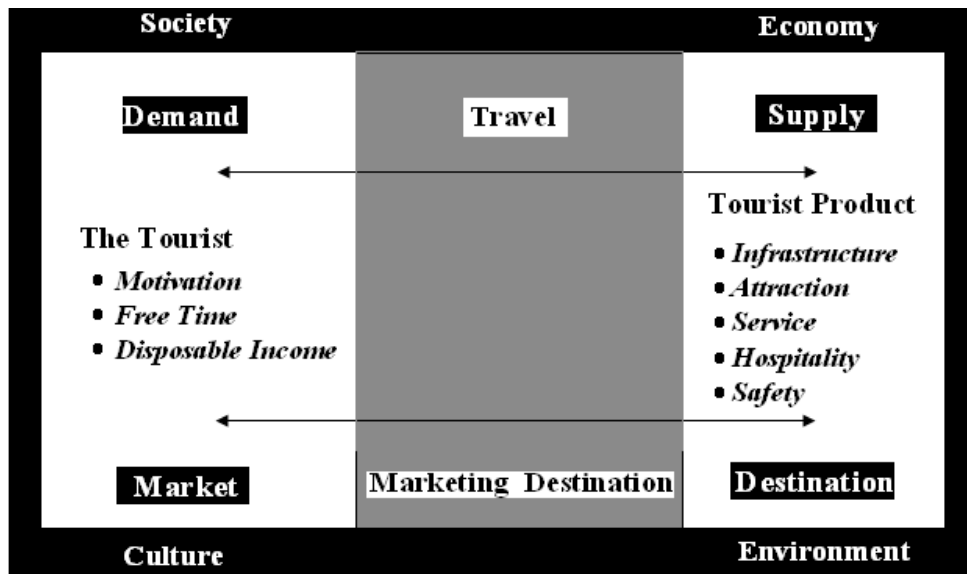 Society
Economy
Demand
Travel
Supply
Tourist Product
The Tourist
• Infrastructure
• Motivation
• Attraction
• Free Time
• Service
• Disposable Income
• Hospitality
• Safety
Market
Marketing Destination
Destination
Culture
Environment